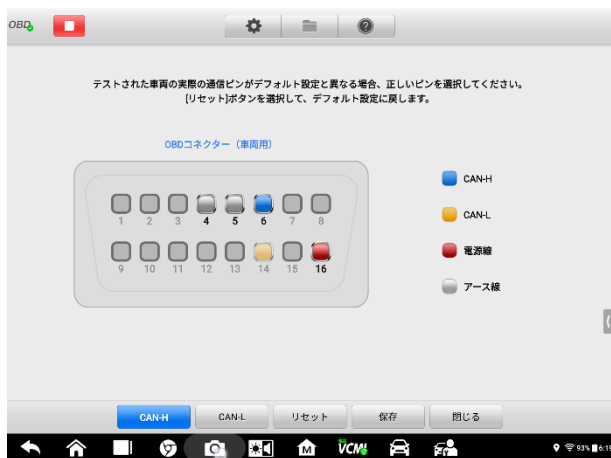 OBD
テストされた車両の実際の通信ピンがデフォルト設定と異なる場合、正しいピンを選択してください。
[リセット]ボタンを選択して、デフォルト設定に戻します。
OBDコネクター（車両用）
1 2 3 4 5 6 7 8
9 10 11 12 13 14 15 16
CAN-H
CAN-L
電源線
アース線
CAN-H CAN-L リセット 保存 閉じる
M VCMI 93% 6:19